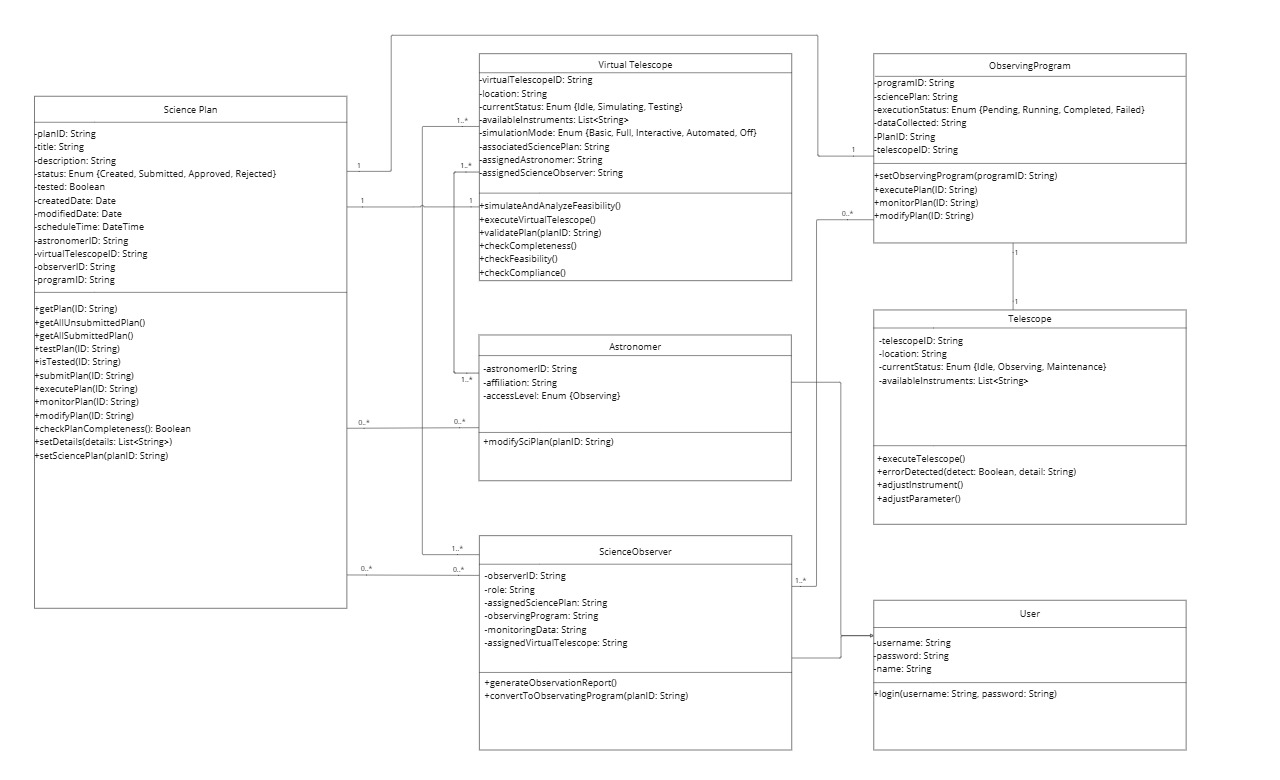 Science Plan
-planID: String
-title: String
-description: String
-status: Enum {Created, Submitted, Approved, Rejected}
-tested: Boolean
-createdDate: Date
-modifiedDate: Date
-scheduleTime: DateTime
-astronomerID: String
-virtualTelescopeID: String
-observerID: String
-programID: String
+getPlan(ID: String)
+getAllUnsubmittedPlan()
+getAllSubmittedPlan()
+testPlan(ID: String)
+isTested(ID: String)
+submitPlan(ID: String)
+executePlan(ID: String)
+monitorPlan(ID: String)
+modifyPlan(ID: String)
+checkPlanCompleteness(): Boolean
+setDetails(details: List<String>)
+setSciencePlan(planID: String)
1
1
0..*
0..*
Virtual Telescope
-virtualTelescopeID: String
-location: String
-currentStatus: Enum {Idle, Simulating, Testing}
-availableInstruments: List<String>
-simulationMode: Enum {Basic, Full, Interactive, Automated, Off}
-associatedSciencePlan: String
-assignedAstronomer: String
-assignedScienceObserver: String
+simulateAndAnalyzeFeasibility()
+executeVirtualTelescope()
+validatePlan(planID: String)
+checkCompleteness()
+checkFeasibility()
+checkCompliance()
1..*
1..*
1
Astronomer
-astronomerID: String
-affiliation: String
-accessLevel: Enum {Observing}
+modifySciPlan(planID: String)
1..*
0..*
ScienceObserver
-observerID: String
-role: String
-assignedSciencePlan: String
-observingProgram: String
-monitoringData: String
-assignedVirtualTelescope: String
+generateObservationReport()
+convertToObservatingProgram(planID: String)
1..*
0..*
1..*
ObservingProgram
-programID: String
-sciencePlan: String
-executionStatus: Enum {Pending, Running, Completed, Failed}
-dataCollected: String
-PlanID: String
-telescopeID: String
+setObservingProgram(programID: String)
+executePlan(ID: String)
+monitorPlan(ID: String)
+modifyPlan(ID: String)
1
0..*
1
1
Telescope
-telescopeID: String
-location: String
-currentStatus: Enum {Idle, Observing, Maintenance}
-availableInstruments: List<String>
+executeTelescope()
+errorDetected(detect: Boolean, detail: String)
+adjustInstrument()
+adjustParameter()
User
-username: String
-password: String
-name: String
+login(username: String, password: String)